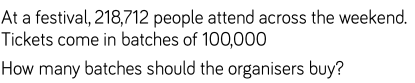 At a festival, 218,712 people attend across the weekend.
Tickets come in batches of 100,000
How many batches should the organisers buy?